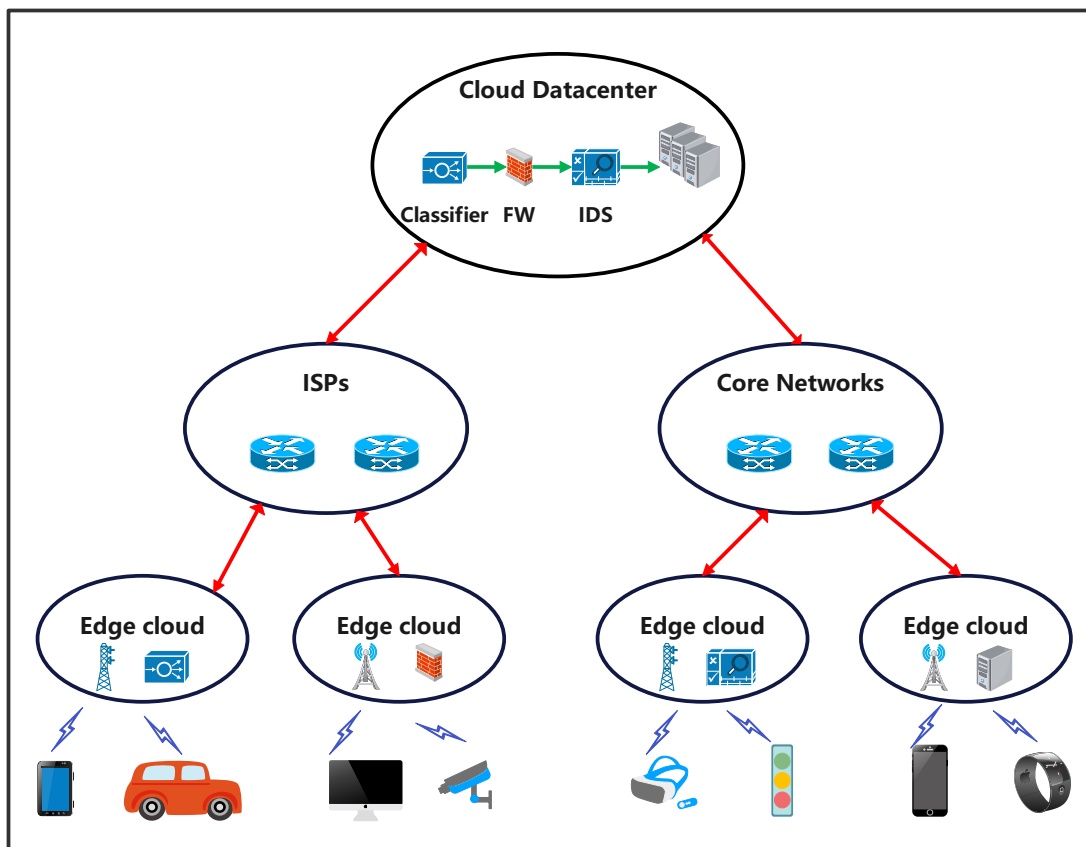 Cloud Datacenter
Classifier FW IDS
ISPs Core Networks
Edge cloud Edge cloud Edge cloud Edge cloud